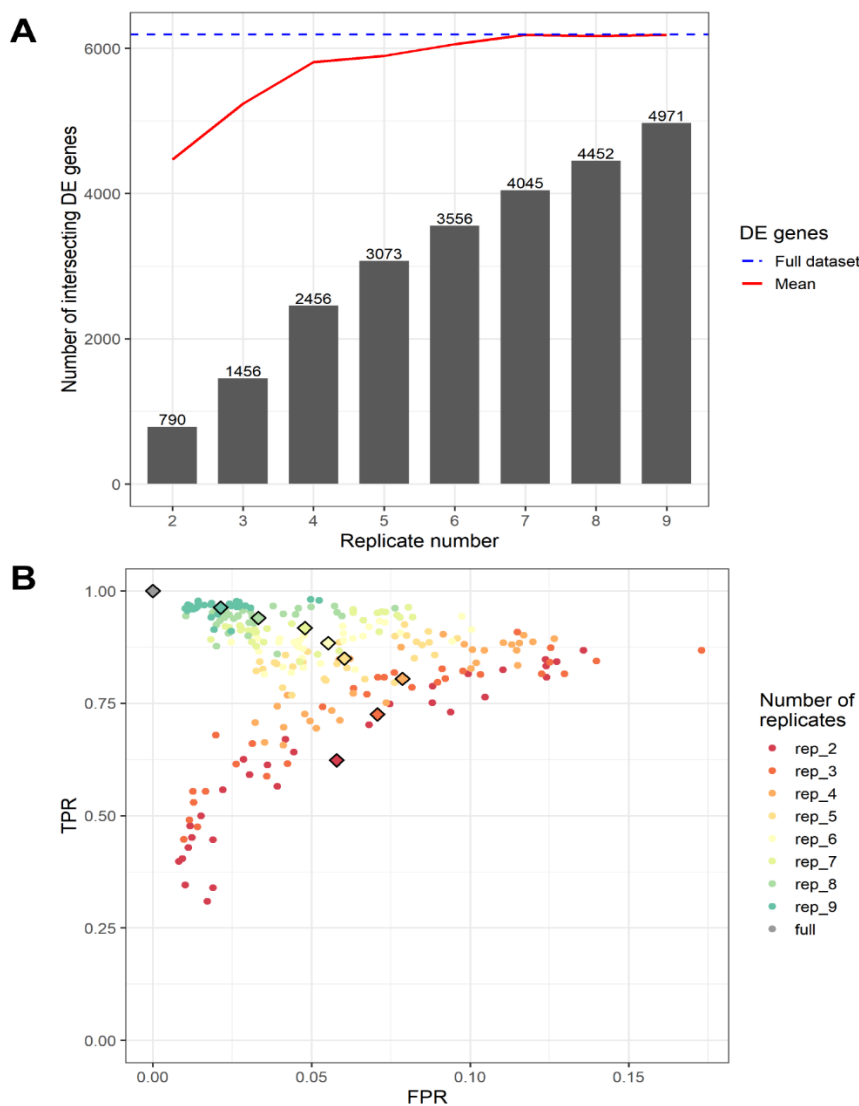 A
Number of intersecting DE genes
6000
4000
2000
0
790
1456
2456
3073
3556
4045
4452
4971
2 3 4 5 6 7 8 9
Replicate number
DE genes
Full dataset
Mean
B
TPR
1.00
0.75
0.50
0.25
0.00
0.00 0.05 0.10 0.15
FPR
Number of
replicates
rep_2
rep_3
rep_4
rep_5
rep_6
rep_7
rep_8
rep_9
full